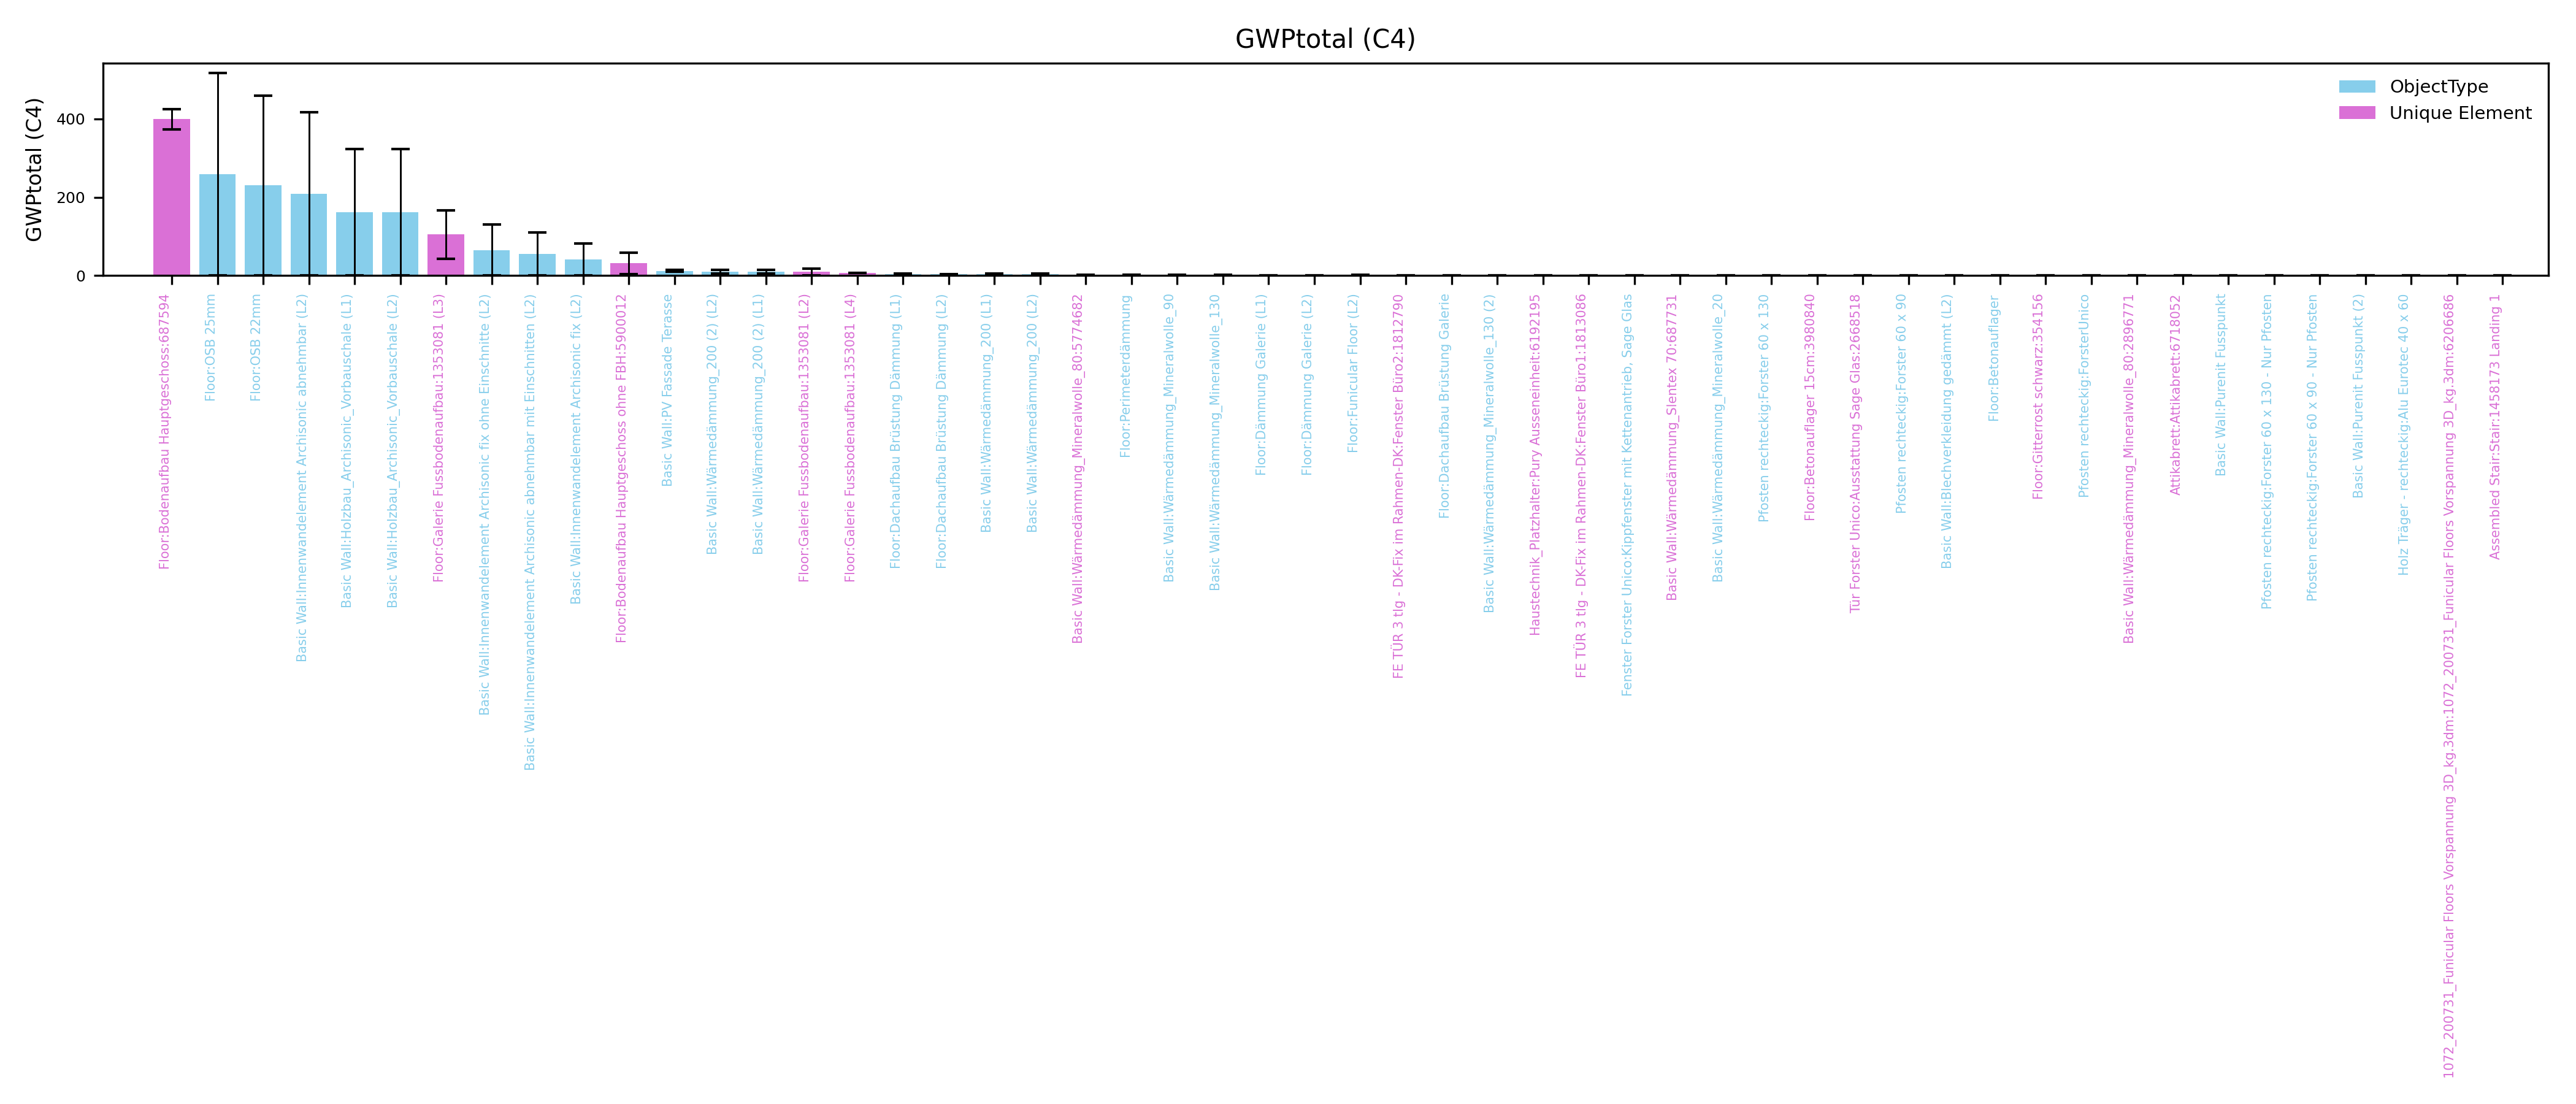 GWPtotal (C4)
GWPtotal (C4)
400
200
0
ObjectType
Unique Element
Floor:Bodenaufbau Hauptgeschoss:687594
Floor:OSB 25mm
Floor:OSB 22mm
Basic Wall:Innenwandelement Archisonic abnehmbar (L2)
Basic Wall:Holzbau_Archisonic_Vorbauschale (L1)
Basic Wall:Holzbau_Archisonic_Vorbauschale (L2)
Floor:Galerie Fussbodenaufbau:1353081 (L3)
Basic Wall:Innenwandelement Archisonic fix ohne Einschnitte (L2)
Basic Wall:Innenwandelement Archisonic abnehmbar mit Einschnitten (L2)
Basic Wall:Innenwandelement Archisonic fix (L2)
Floor:Bodenaufbau Hauptgeschoss ohne FBH:5900012
Basic Wall:PV Fassade Terasse
Basic Wall:Wärmedämmung_200 (2) (L2)
Basic Wall:Wärmedämmung_200 (2) (L1)
Floor:Galerie Fussbodenaufbau:1353081 (L2)
Floor:Galerie Fussbodenaufbau:1353081 (L4)
Floor:Dachaufbau Brüstung Dämmung (L1)
Floor:Dachaufbau Brüstung Dämmung (L2)
Basic Wall:Wärmedämmung_200 (L1)
Basic Wall:Wärmedämmung_200 (L2)
Basic Wall:Wärmedämmung_Mineralwolle_80:5774682
Floor:Perimeterdämmung
Basic Wall:Wärmedämmung_Mineralwolle_90
Basic Wall:Wärmedämmung_Mineralwolle_130
Floor:Dämmung Galerie (L1)
Floor:Dämmung Galerie (L2)
Floor:Funicular Floor (L2)
FE TÜR 3 tlg - DK-Fix im Rahmen-DK:Fenster Büro2:1812790
Floor:Dachaufbau Brüstung Galerie
Basic Wall:Wärmedämmung_Mineralwolle_130 (2)
Haustechnik_Platzhalter:Pury Ausseneinheit:6192195
FE TÜR 3 tlg - DK-Fix im Rahmen-DK:Fenster Büro1:1813086
Fenster Forster Unico:Kippfenster mit Kettenantrieb, Sage Glas
Basic Wall:Wärmedämmung_Slentex 70:687731
Basic Wall:Wärmedämmung_Mineralwolle_20
Pfosten rechteckig:Forster 60 x 130
Floor:Betonauflager 15cm:3980840
Tür Forster Unico:Ausstattung Sage Glas:2668518
Pfosten rechteckig:Forster 60 x 90
Basic Wall:Blechverkleidung gedämmt (L2)
Floor:Betonauflager
Floor:Gitterrost schwarz:354156
Pfosten rechteckig:ForsterUnico
Basic Wall:Wärmedämmung_Mineralwolle_80:2896771
Attikabrett:Attikabrett:6718052
Basic Wall:Purenit Fusspunkt
Pfosten rechteckig:Forster 60 x 130 - Nur Pfosten
Pfosten rechteckig:Forster 60 x 90 - Nur Pfosten
Basic Wall:Purenit Fusspunkt (2)
Holz Träger - rechteckig:Alu Eurotec 40 x 60
1072_200731_Funicular Floors Vorspannung 3D_kg.3dm:1072_200731_Funicular Floors Vorspannung 3D_kg.3dm:6206686
Assembled Stair:Stair:1458173 Landing 1